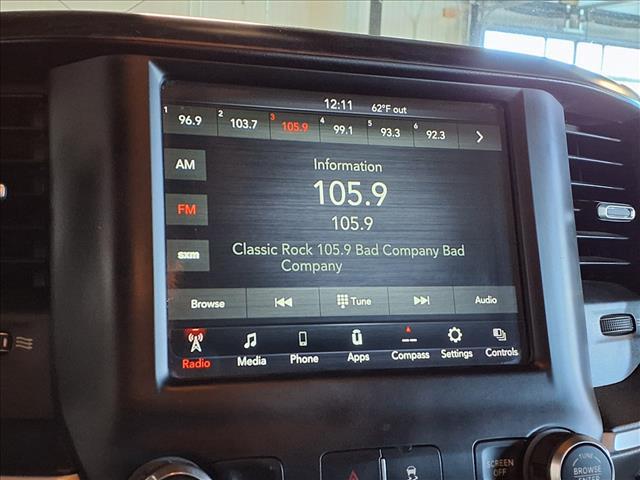 12:11 62°F out
1 96.9 2 103.7 3 105.9 4 99.1 5 93.3 6 92.3
AM
Information
105.9
FM
105.9
sxm
Classic Rock 105.9 Bad Company Bad
Company
Browse Tune Audio
Radio Media Phone Apps Compass Settings Controls
SCREEN
OFF
TUNE
BROWSE
ENTER